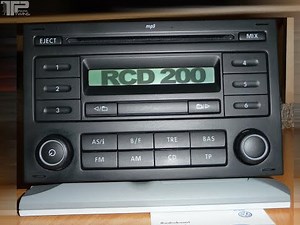 TP
mp3
EJECT
MIX
RCD 200
1
4
2
5
3
6
AS/
B/F
TRE
BAS
FM
AM
CD
TP